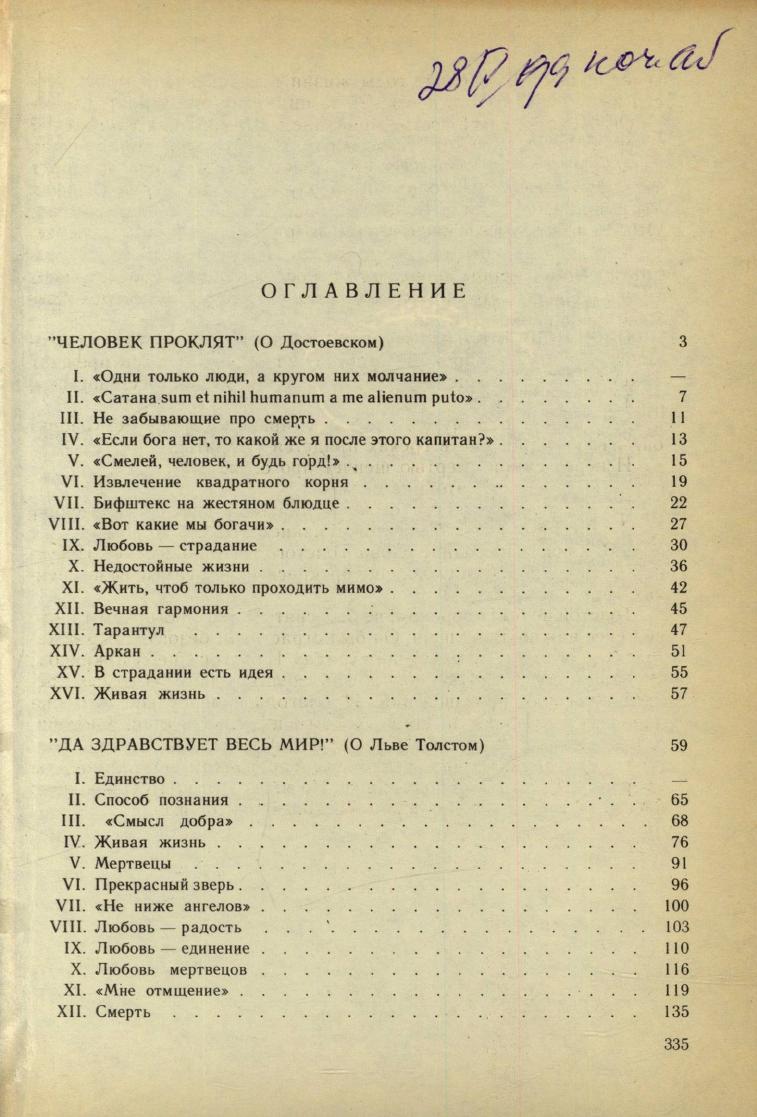 ОГЛАВЛЕНИЕ
"ЧЕЛОВЕК ПРОКЛЯТ" (О Достоевском) 3
I. «Одни только люди, а кругом них молчание» . . . . . . . . . —
II. «Сатана sum et nihil humanum a me alienum puto» . . . . . . . . 7
III. Не забывающие про смерть . . . . . . . . . . . . . . 11
IV. «Если бога нет, то какой же я после этого капитан?» . . . . . . . 13
V. «Смелей, человек, и будь горд!» . . . . . . . . . . . . . . 15
VI. Извлечение квадратного корня . . . . . . . . . . . . . 19
VII. Бифштекс на жестяном блюдце . . . . . . . . . . . . . 22
VIII. «Вот какие мы богачи» . . . . . . . . . . . . . . . . 27
IX. Любовь — страдание . . . . . . . . . . . . . . . . 30
X. Недостойные жизни . . . . . . . . . . . . . . . . . 36
XI. «Жить, чтоб только проходить мимо» . . . . . . . . . . . . 42
XII. Вечная гармония . . . . . . . . . . . . . . . . . . 45
XIII. Тарантул . . . . . . . . . . . . . . . . . . . . 47
XIV. Аркан . . . . . . . . . . . . . . . . . . . . . . 51
XV. В страдании есть идея . . . . . . . . . . . . . . . . 55
XVI. Живая жизнь . . . . . . . . . . . . . . . . . . . 57
"ДА ЗДРАВСТВУЕТ ВЕСЬ МИР!" (О Льве Толстом) 59
I. Единство . . . . . . . . . . . . . . . . . . . . . —
II. Способ познания . . . . . . . . . . . . . . . . . . 65
III. «Смысл добра» . . . . . . . . . . . . . . . . . . 68
IV. Живая жизнь . . . . . . . . . . . . . . . . . . . 76
V. Мертвецы . . . . . . . . . . . . . . . . . . . . 91
VI. Прекрасный зверь . . . . . . . . . . . . . . . . . . 96
VII. «Не ниже ангелов» . . . . . . . . . . . . . . . . . 100
VIII. Любовь — радость . . . . . . . . . . . . . . . . . 103
IX. Любовь — единение . . . . . . . . . . . . . . . . . 110
X. Любовь мертвецов . . . . . . . . . . . . . . . . . 116
XI. «Мне отмщение» . . . . . . . . . . . . . . . . . . 119
XII. Смерть . . . . . . . . . . . . . . . . . . . . . 135
335